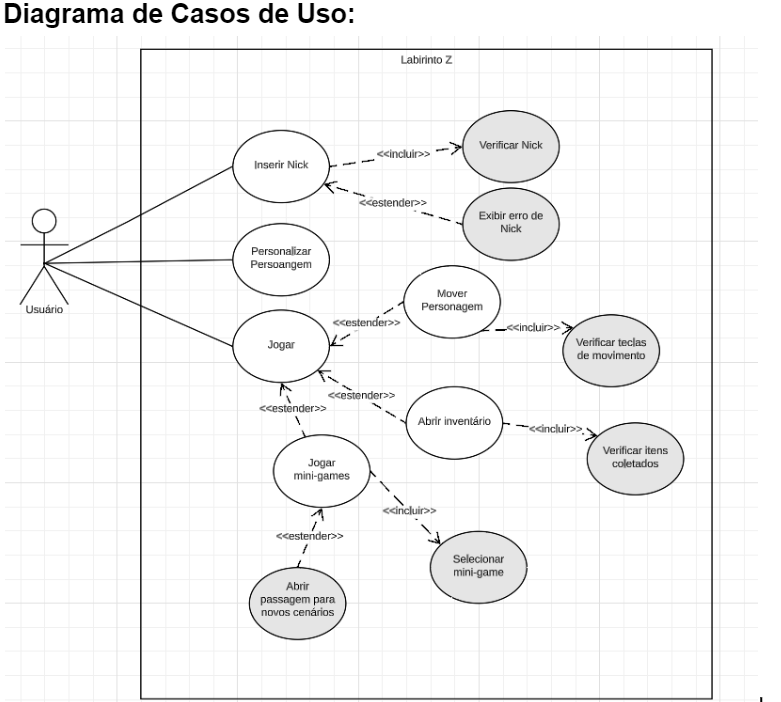 Diagrama de Casos de Uso:
Labirinto Z
Verificar Nick
<<incluir>>
Inserir Nick
<<estender>>
Exibir erro de
Nick
Personalizar
Persoangem
Usuário
Mover
Personagem
<<estender>>
<<incluir>>
Jogar
Verificar teclas
de movimento
<<estender>>
<<estender>>
Abrir inventário
<<incluir>>
Verificar itens
coletados
Jogar
mini-games
<<incluir>>
<<estender>>
Selecionar
mini-game
Abrir
passagem para
novos cenários